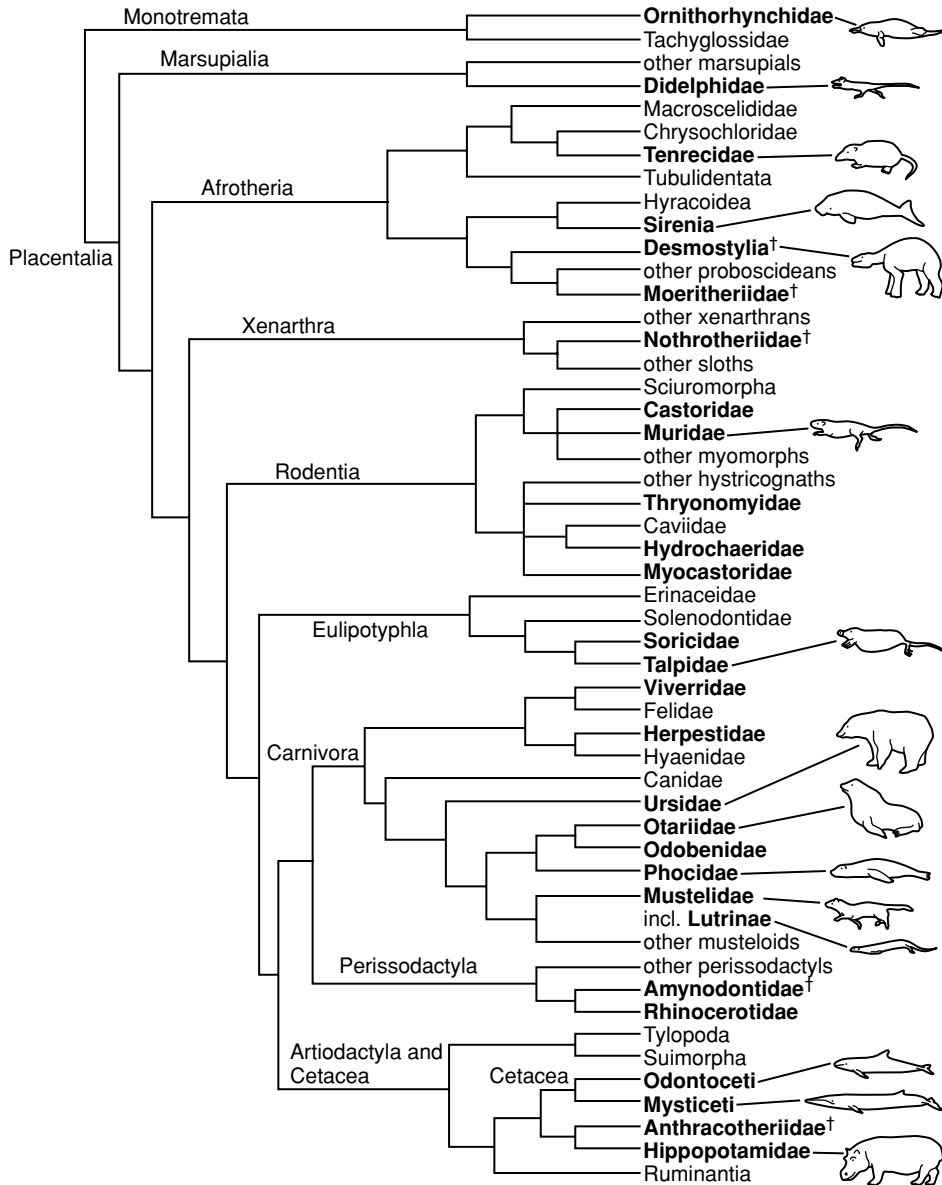 Monotremata
Ornithorhynchidae
Tachyglossidae
Marsupialia
other marsupials
Didelphidae
Macroscelididae
Chrysochloridae
Tenrecidae
Tubulidentata
Afrotheria
Hyracoidea
Sirenia
Placentalia
Desmostylia†
other proboscideans
Moeritheriidae†
Xenarthra
other xenarthrans
Nothrotheriidae†
other sloths
Sciuromorpha
Castoridae
Muridae
other myomorphs
Rodentia
other hystricognaths
Thryonomyidae
Caviidae
Hydrochaeridae
Myocastoridae
Erinaceidae
Eulipotyphla
Solenodontidae
Soricidae
Talpidae
Viverridae
Felidae
Herpestidae
Carnivora
Hyaenidae
Canidae
Ursidae
Otariidae
Odobenidae
Phocidae
Mustelidae
incl. Lutrinae
other musteloids
Perissodactyla
other perissodactyls
Amynodontidae†
Rhinocerotidae
Tylopoda
Artiodactyla and
Cetacea
Suimorpha
Cetacea
Odontoceti
Mysticeti
Anthracotheriidae†
Hippopotamidae
Ruminantia